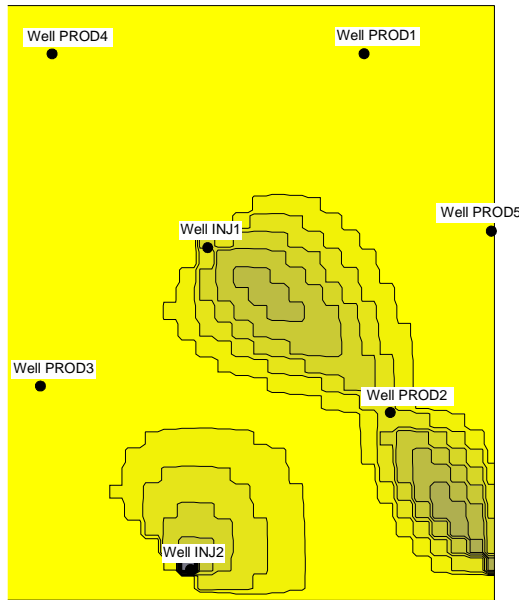 Well PROD4
Well PROD1
Well PROD5
Well INJ1
Well PROD3
Well PROD2
Well INJ2